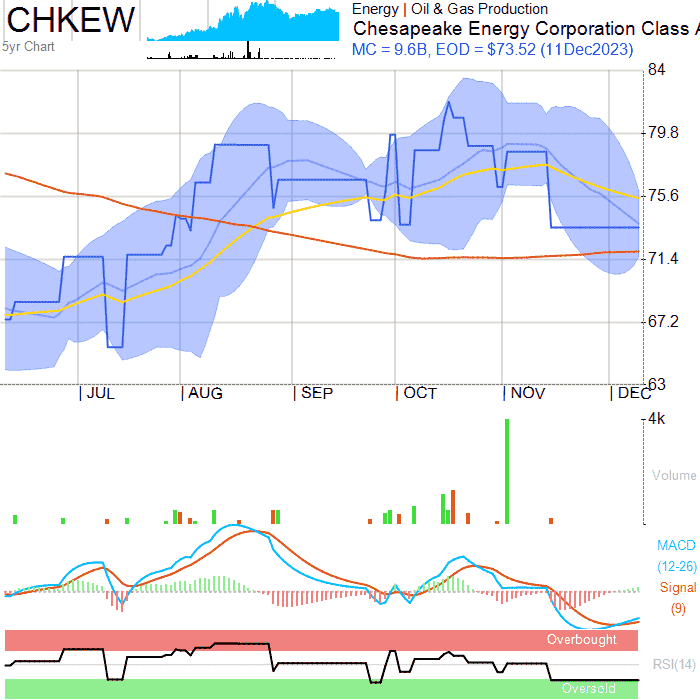 CHKEW
5yr Chart
Energy | Oil & Gas Production
Chesapeake Energy Corporation Class A
MC = 9.6B, EOD = $73.52 (11Dec2023)
84
79.8
75.6
71.4
67.2
63
| JUL | AUG | SEP | OCT | NOV | DEC
4k
Volume
MACD
(12-26)
Signal
(9)
Overbought
RSI(14)
Oversold